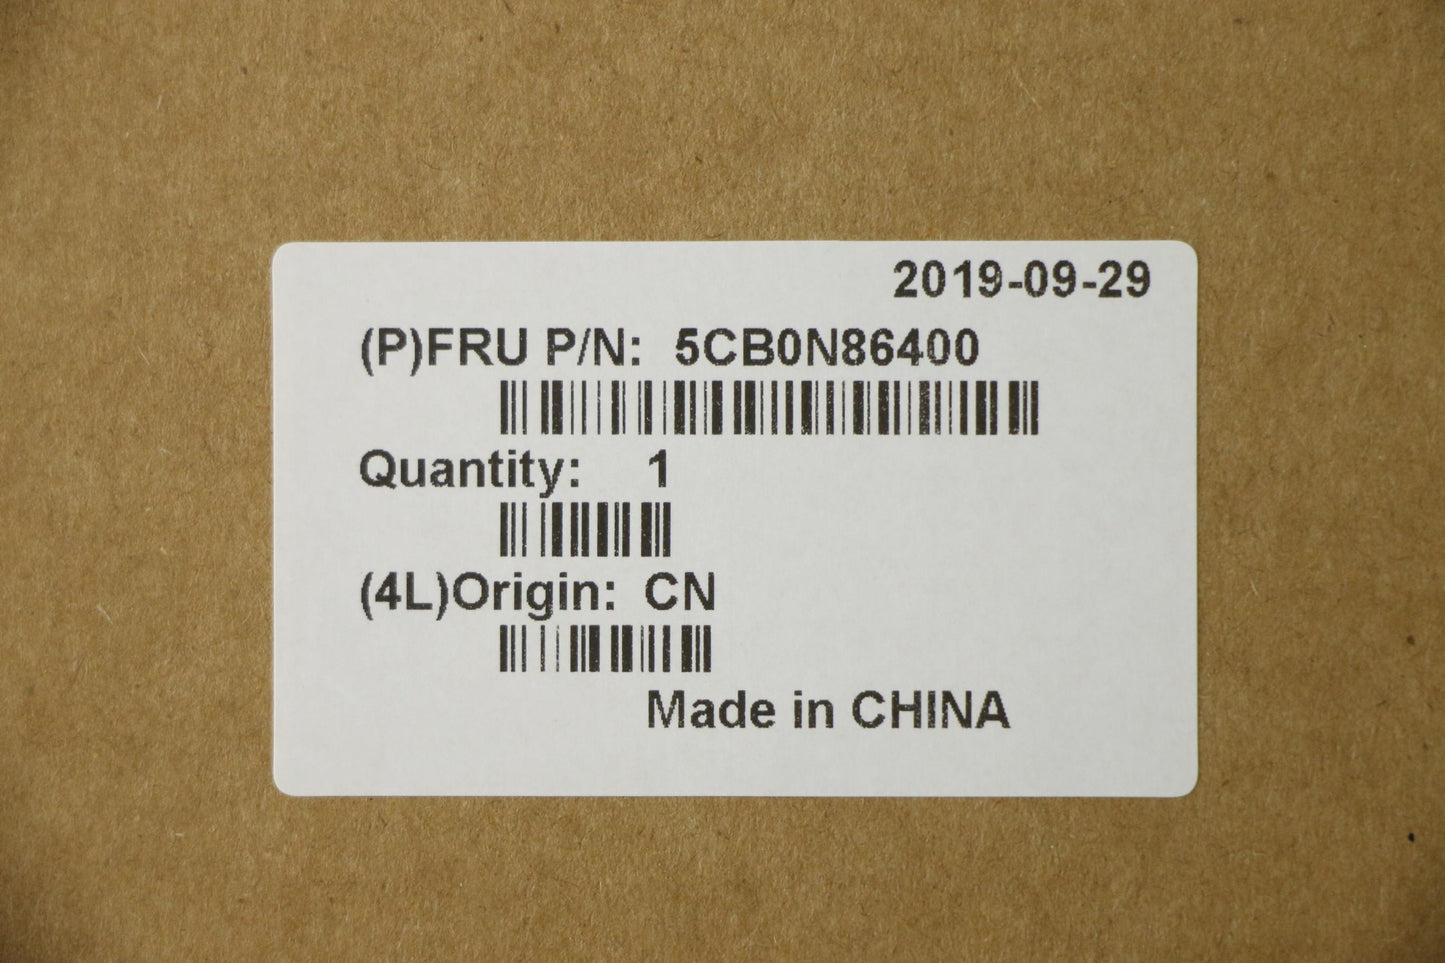 2019-09-29
(P)FRU P/N: 5CB0N86400
Quantity: 1
(4L)Origin: CN
Made in CHINA